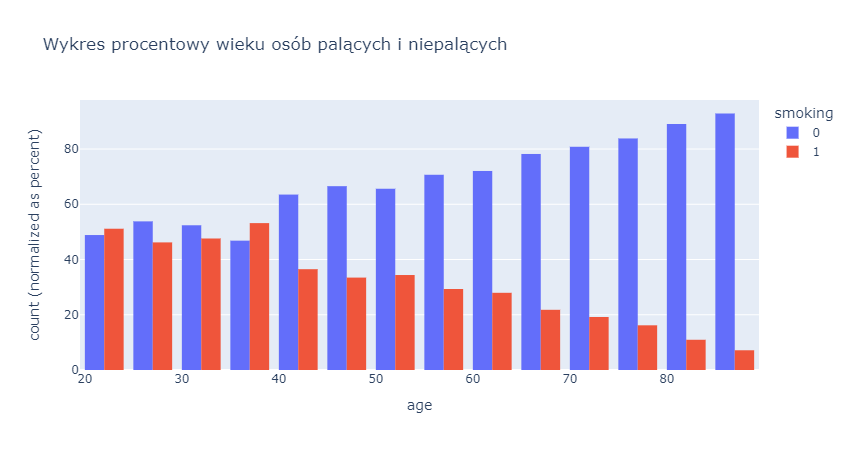 Wykres procentowy wieku osób palących i niepalących
count (normalized as percent)
80
60
40
20
0
20 30 40 50 60 70 80
age
smoking
0
1